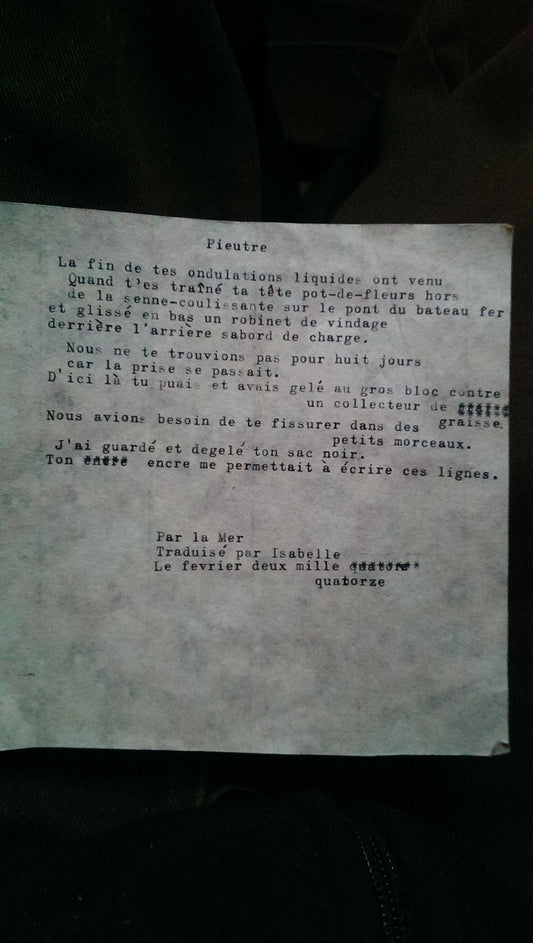 Pieutre
La fin de tes ondulations liquides ont venu
Quand t'es traîné ta tête pot-de-fleurs hors
de la senne-coulissante sur le pont du bateau fer
et glissé en bas un robinet de vindage
derrière l'arrière sabord de charge.
Nous ne te trouvions pas pour huit jours
car la prise se passait.
D'ici là tu puais et avais gelé au gros bloc contre
un collecteur de
graisse.
Nous avions besoin de te fissurer dans des
petits morceaux.
J'ai guardé et degelé ton sac noir.
Ton encre me permettait à écrire ces lignes.
Par la Mer
Traduisé par Isabelle
Le fevrier deux mille
quatorze